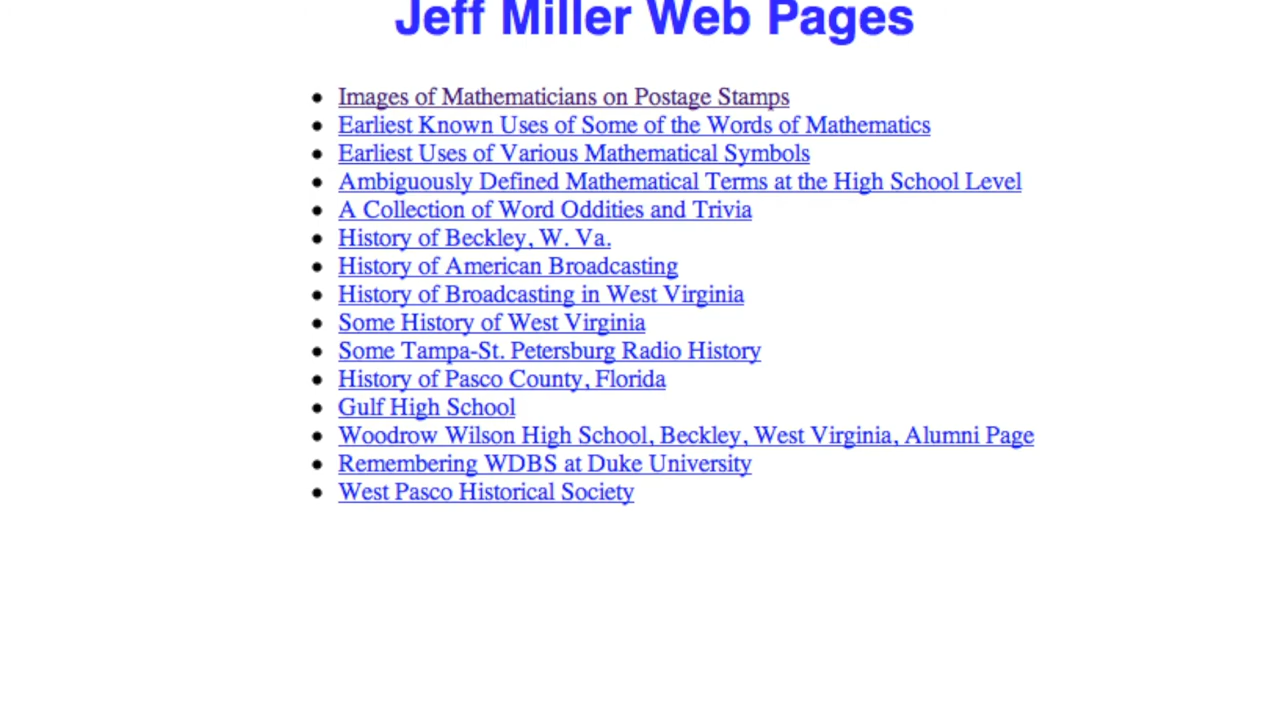 Jeff Miller Web Pages
Images of Mathematicians on Postage Stamps
Earliest Known Uses of Some of the Words of Mathematics
Earliest Uses of Various Mathematical Symbols
Ambiguously Defined Mathematical Terms at the High School Level
A Collection of Word Oddities and Trivia
History of Beckley, W. Va.
History of American Broadcasting
History of Broadcasting in West Virginia
Some History of West Virginia
Some Tampa-St. Petersburg Radio History
History of Pasco County, Florida
Gulf High School
Woodrow Wilson High School, Beckley, West Virginia, Alumni Page
Remembering WDBS at Duke University
West Pasco Historical Society